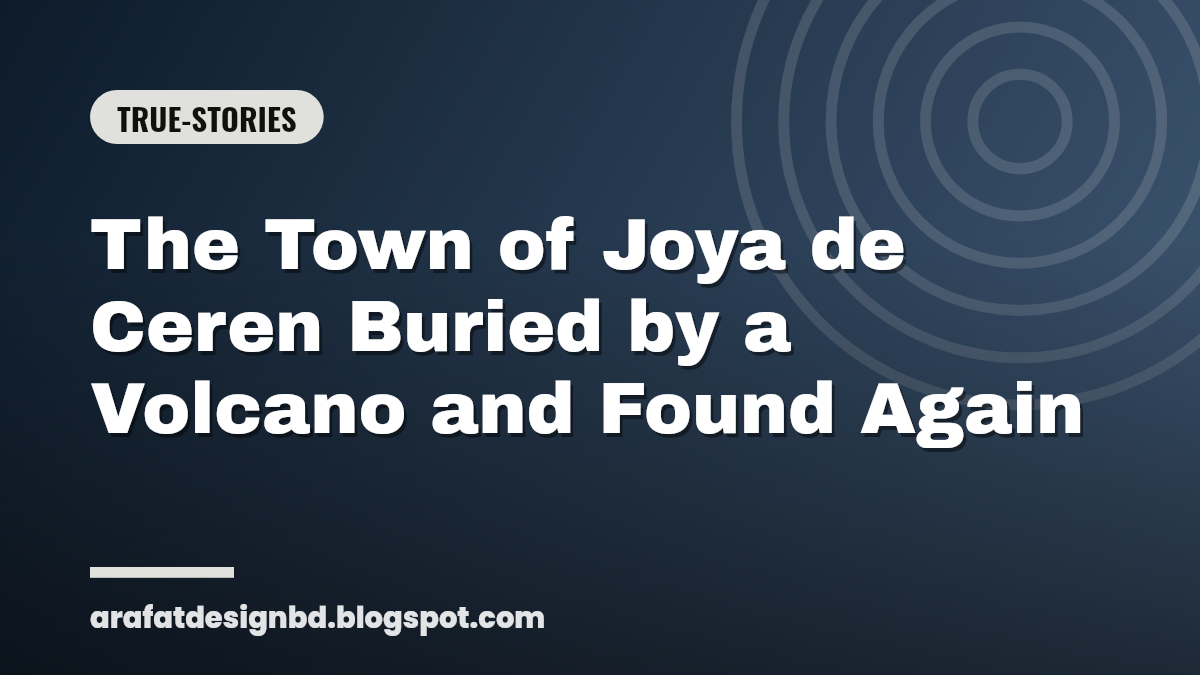 TRUE-STORIES
The Town of Joya de
Ceren Buried by a
Volcano and Found Again
arafatdesignbd.blogspot.com